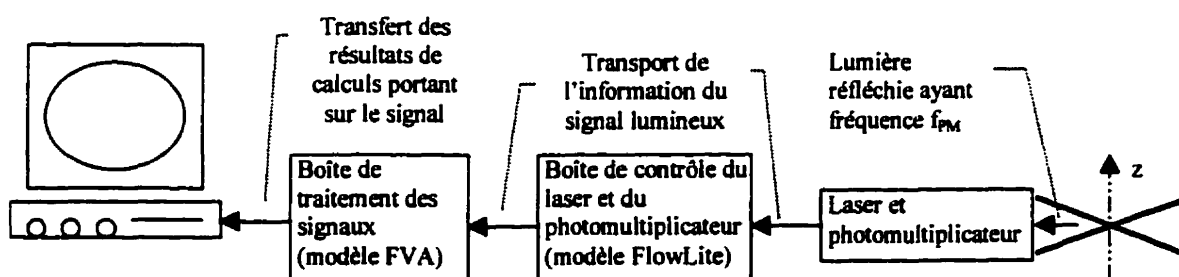 Transfert des
résultats de
calculs portant
sur le signal
Transport de
l'information du
signal lumineux
Lumière
réfléchie ayant
fréquence fPM
z
Boîte de
traitement des
signaux
(modèle FVA)
Boîte de contrôle du
laser et du
photomultiplicateur
(modèle FlowLite)
Laser et
photomultiplicateur